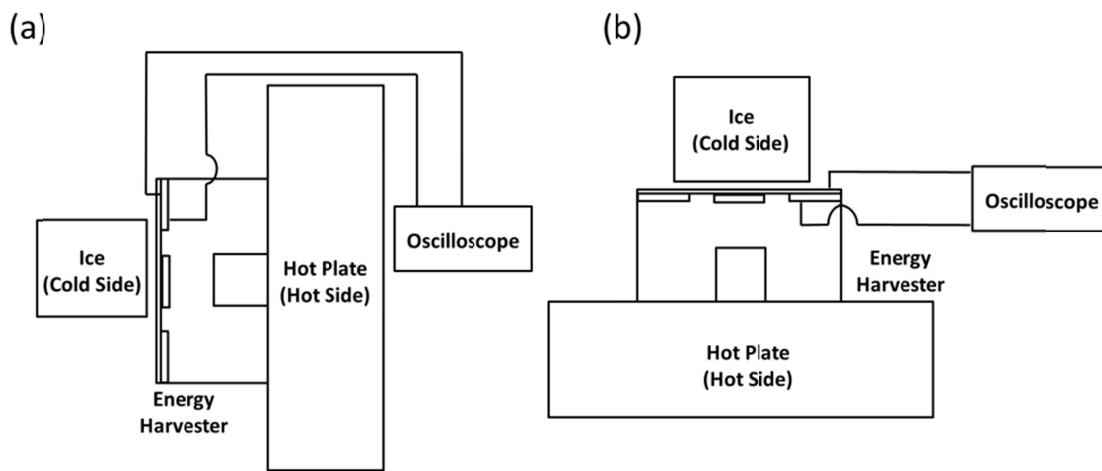 (a)
Ice
(Cold Side)
Hot Plate
(Hot Side)
Oscilloscope
Energy
Harvester
(b)
Ice
(Cold Side)
Oscilloscope
Energy
Harvester
Hot Plate
(Hot Side)